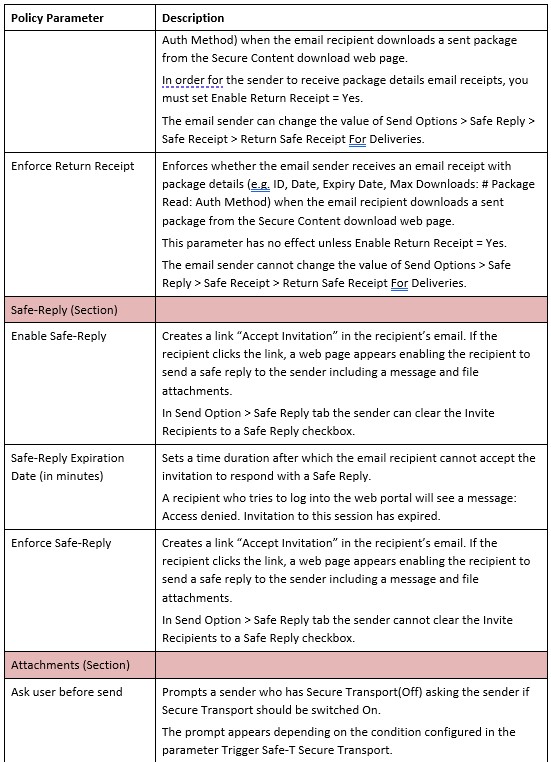 Policy Parameter
Description
Auth Method) when the email recipient downloads a sent package
from the Secure Content download web page.
In order for the sender to receive package details email receipts, you
must set Enable Return Receipt = Yes.
The email sender can change the value of Send Options > Safe Reply >
Safe Receipt > Return Safe Receipt For Deliveries.
Enforce Return Receipt
Enforces whether the email sender receives an email receipt with
package details (e.g. ID, Date, Expiry Date, Max Downloads: # Package
Read: Auth Method) when the email recipient downloads a sent
package from the Secure Content download web page.
This parameter has no effect unless Enable Return Receipt = Yes.
The email sender cannot change the value of Send Options > Safe
Reply > Safe Receipt > Return Safe Receipt For Deliveries.
Safe-Reply (Section)
Enable Safe-Reply
Creates a link “Accept Invitation” in the recipient’s email. If the
recipient clicks the link, a web page appears enabling the recipient to
send a safe reply to the sender including a message and file
attachments.
In Send Option > Safe Reply tab the sender can clear the Invite
Recipients to a Safe Reply checkbox.
Safe-Reply Expiration
Date (in minutes)
Sets a time duration after which the email recipient cannot accept the
invitation to respond with a Safe Reply.
A recipient who tries to log into the web portal will see a message:
Access denied. Invitation to this session has expired.
Enforce Safe-Reply
Creates a link “Accept Invitation” in the recipient’s email. If the
recipient clicks the link, a web page appears enabling the recipient to
send a safe reply to the sender including a message and file
attachments.
In Send Option > Safe Reply tab the sender cannot clear the Invite
Recipients to a Safe Reply checkbox.
Attachments (Section)
Ask user before send
Prompts a sender who has Secure Transport(Off) asking the sender if
Secure Transport should be switched On.
The prompt appears depending on the condition configured in the
parameter Trigger Safe-T Secure Transport.